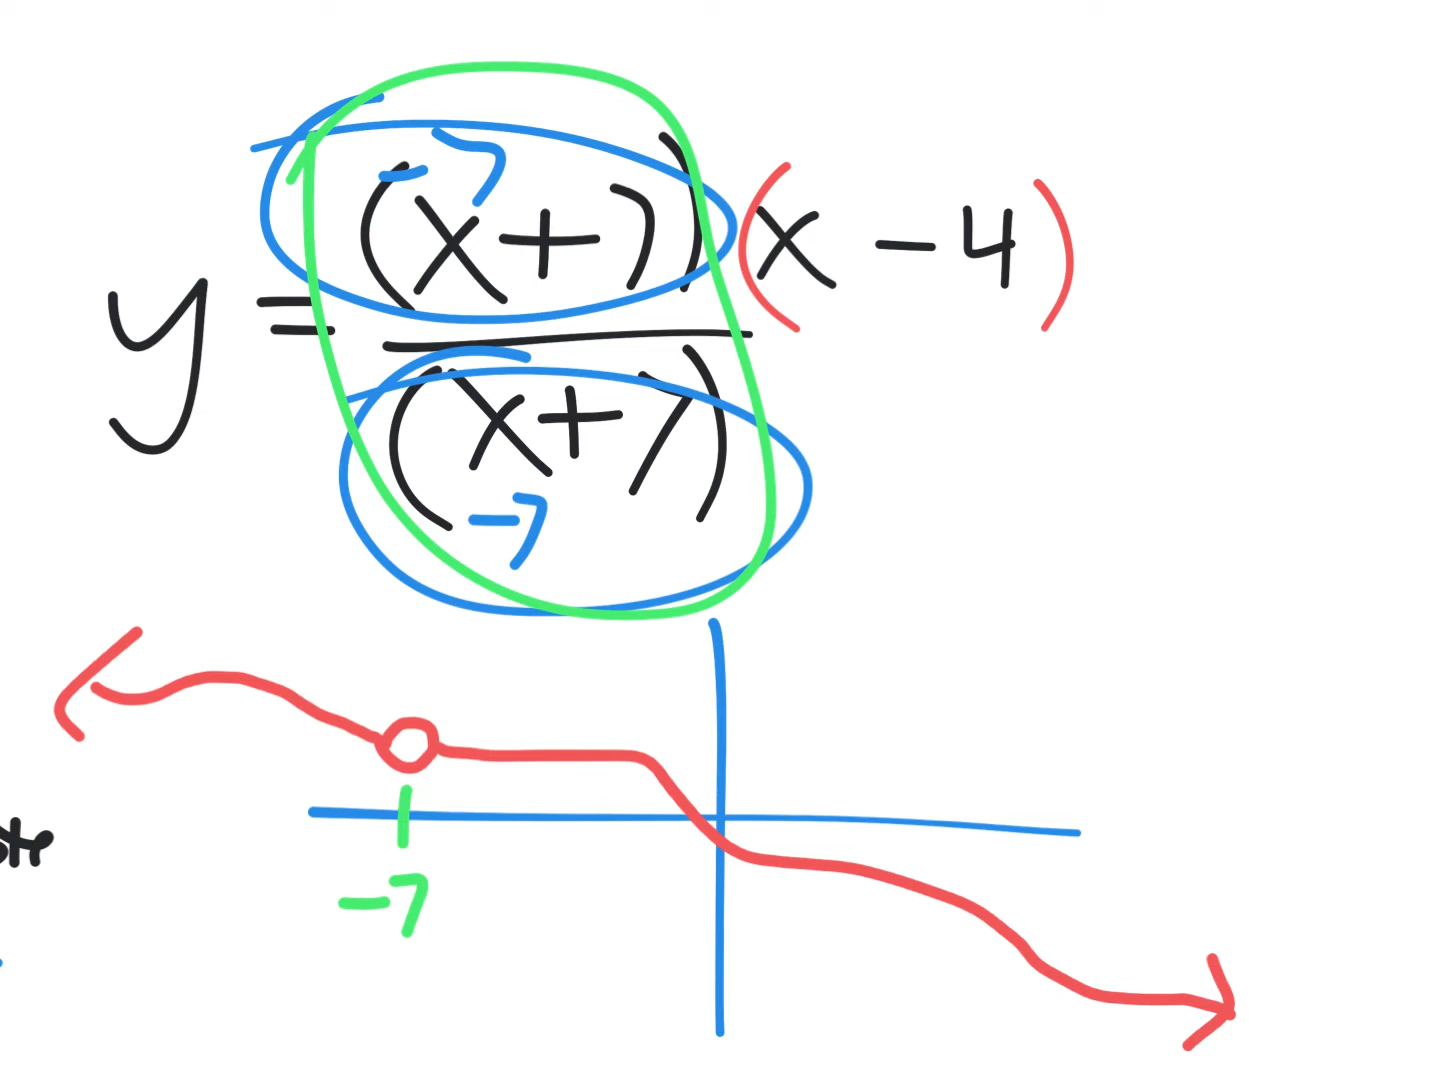 -7
y = (x+7) (x - 4)
(x+7)
-7
-7